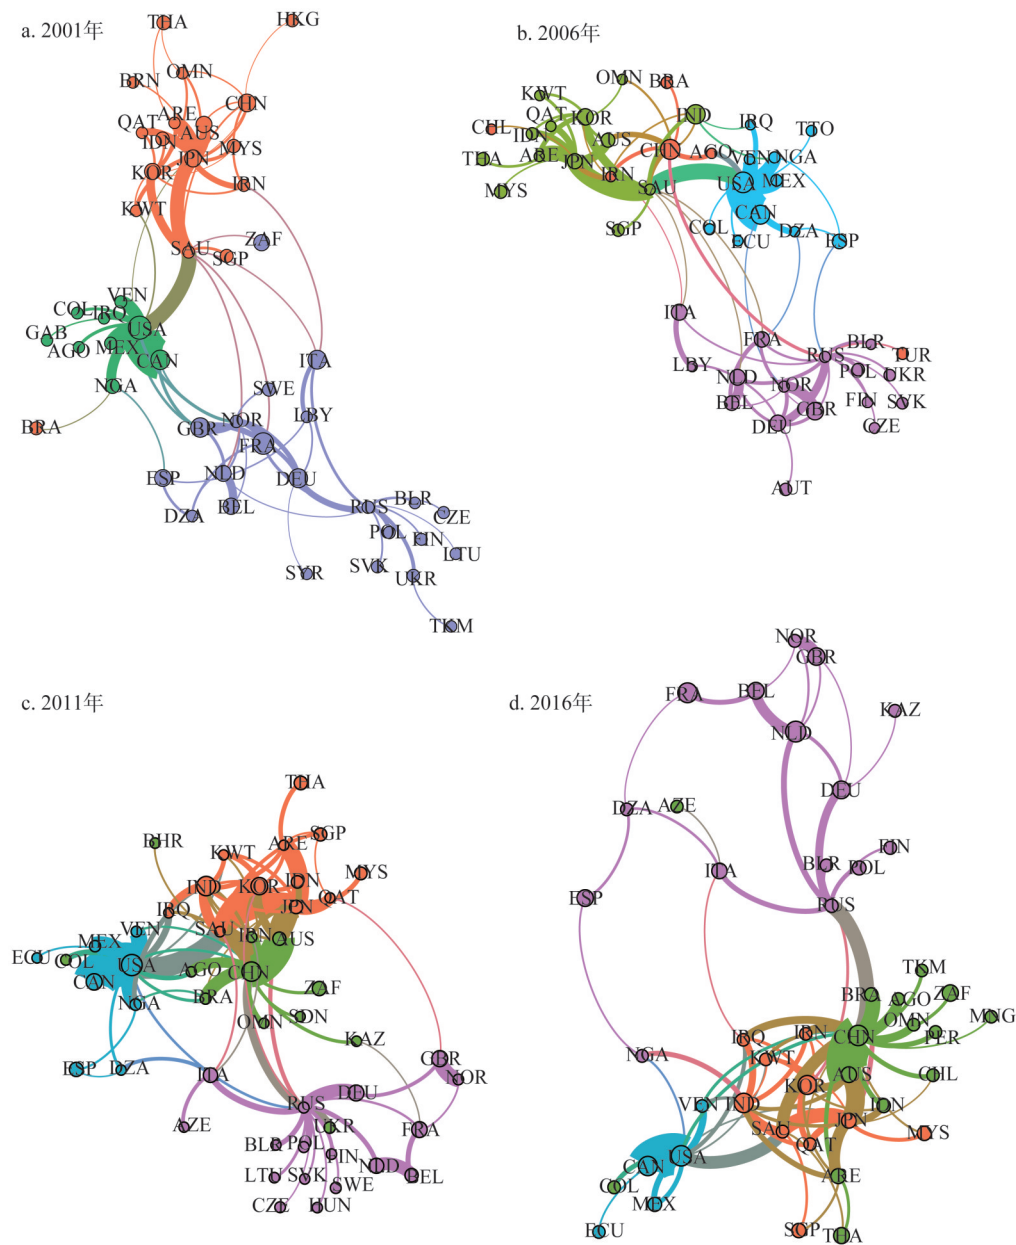 a. 2001年
THA
HKG
OMN
BRN
CHN
ARE
QAT
AUS
IDN
MYS
JPN
KOR
IRN
KWT
ZAF
SAU
SGP
VEN
COL
IRQ
USA
GAB
AGO
MEX
CAN
ITA
NGA
SWE
LBY
BRA
GBR
NOR
FRA
ESP
NLD
DEU
BEL
DZA
RUS
BLR
CZE
POL
FIN
LTU
SVK
UKR
SYR
TKM
b. 2006年
OMN
BRA
KWT
QAT
KOR
IND
IRQ
TTO
CHL
IDN
AUS
CHN
AGO
THA
ARE
JPN
VEN
NGA
IRN
SAU
USA
MEX
MYS
CAN
SGP
COL
ECU
DZA
ESP
ITA
FRA
RUS
BLR
TUR
LBY
NLD
POL
UKR
NOR
BEL
GBR
FIN
SVK
DEU
CZE
AUT
c. 2011年
THA
BHR
ARE
SGP
KWT
IND
KOR
IDN
MYS
IRQ
JPN
QAT
VEN
SAU
IRN
AUS
MEX
ECU
COL
USA
AGO
CHN
CAN
NGA
BRA
ZAF
OMN
SDN
KAZ
ESP
DZA
ITA
GBR
NOR
DEU
RUS
AZE
UKR
FRA
BLR
POL
FIN
NLD
BEL
LTU
SVK
SWE
CZE
HUN
d. 2016年
NOR
GBR
FRA
BEL
KAZ
NLD
DEU
DZA
AZE
FIN
ITA
BLR
POL
ESP
RUS
TKM
BRA
AGO
ZAF
OMN
MNG
IRQ
IRN
CHN
PER
NGA
KWT
AUS
CHL
KOR
VEN
IND
IDN
SAU
JPN
MYS
QAT
CAN
USA
ARE
COL
MEX
ECU
SGP
THA